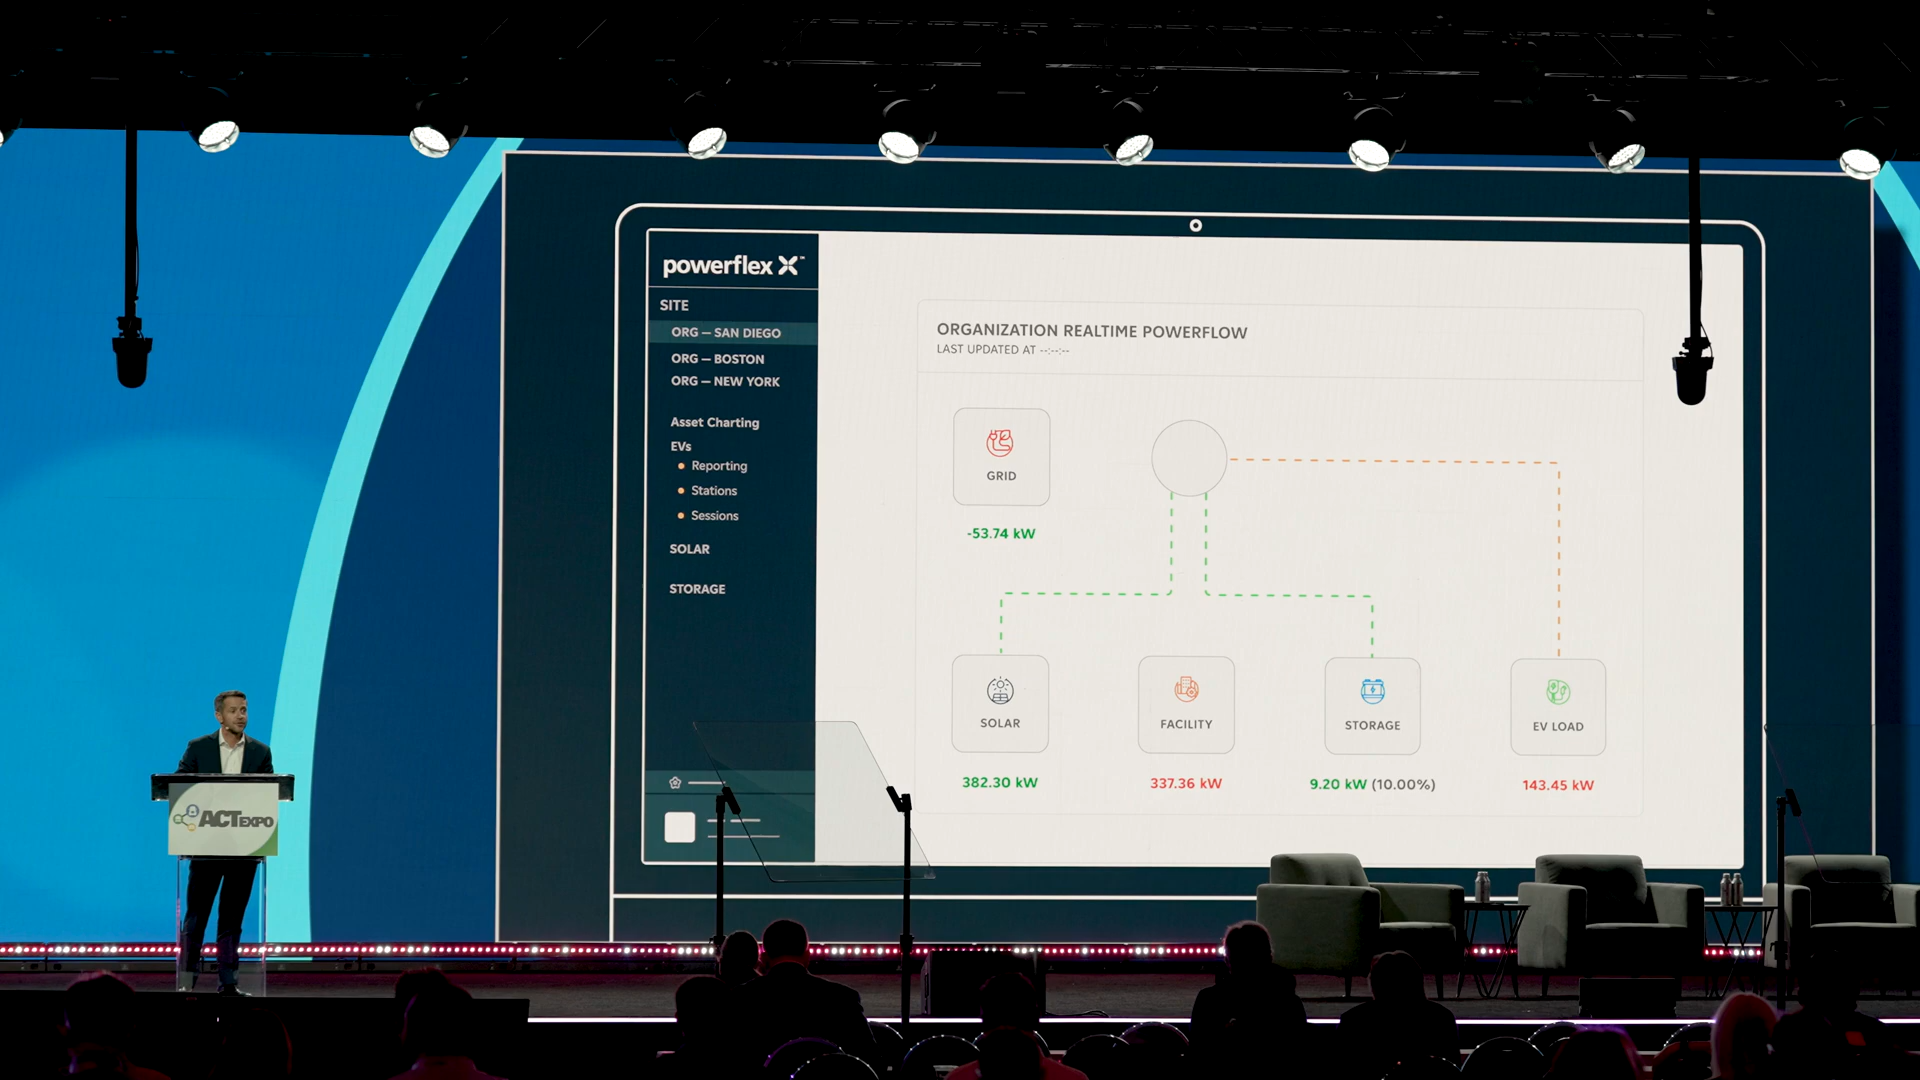 powerflex X™
SITE
ORG – SAN DIEGO
ORG – BOSTON
ORG – NEW YORK
Asset Charting
EVs
• Reporting
• Stations
• Sessions
SOLAR
STORAGE
ORGANIZATION REALTIME POWERFLOW
LAST UPDATED AT --:--:--
GRID
-53.74 kW
SOLAR
382.30 kW
FACILITY
337.36 kW
STORAGE
9.20 kW (10.00%)
EV LOAD
143.45 kW
ACT EXPO